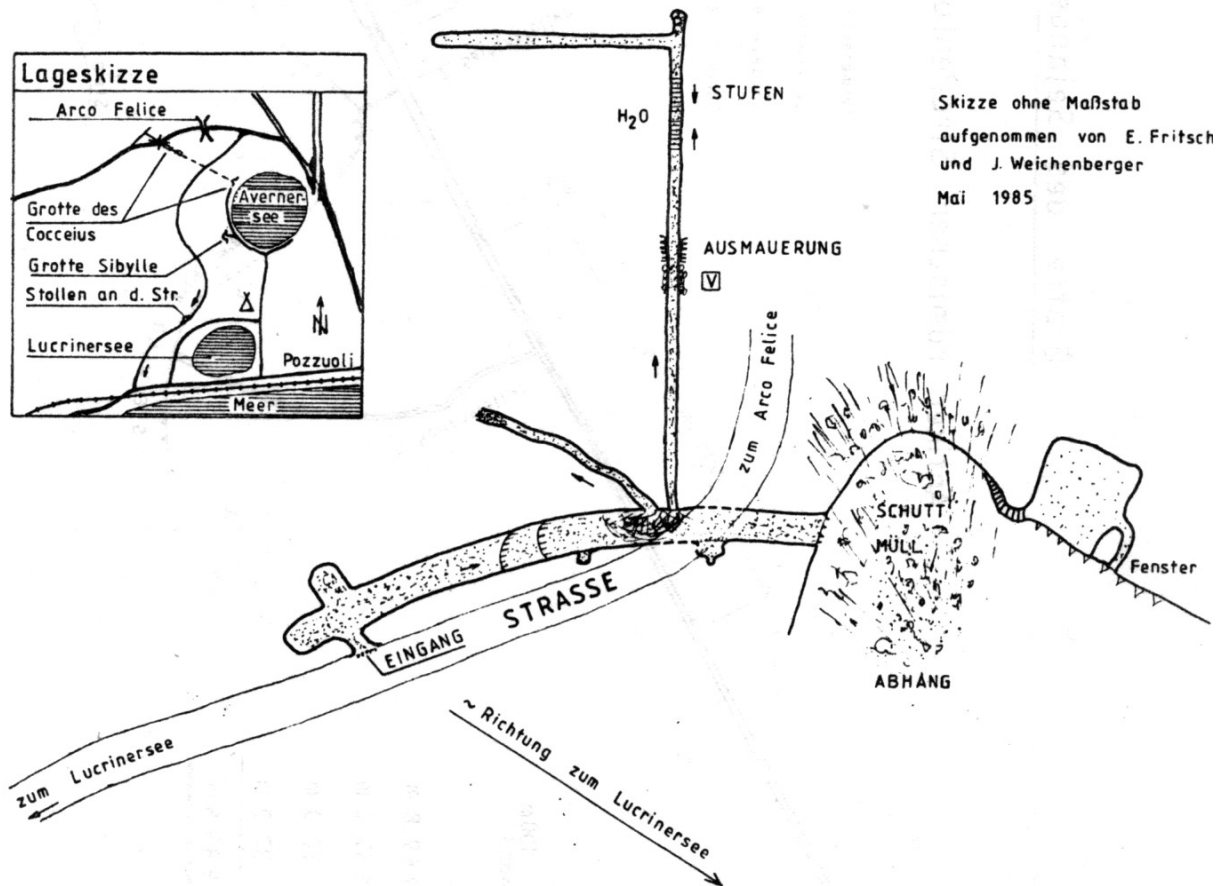 Lageskizze
Arco Felice
Averner-
see
Grotte des
Cocceius
Grotte Sibylle
Stollen an d. Str.
Lucrinersee
N
Pozzuoli
Meer
H₂O
STUFEN
AUSMAUERUNG
V
Skizze ohne Maßstab
aufgenommen von E. Fritsch
und J. Weichenberger
Mai 1985
zum Arco Felice
SCHUTT
MÜLL
Fenster
ABHANG
STRASSE
EINGANG
zum Lucrinersee
~ Richtung zum Lucrinersee